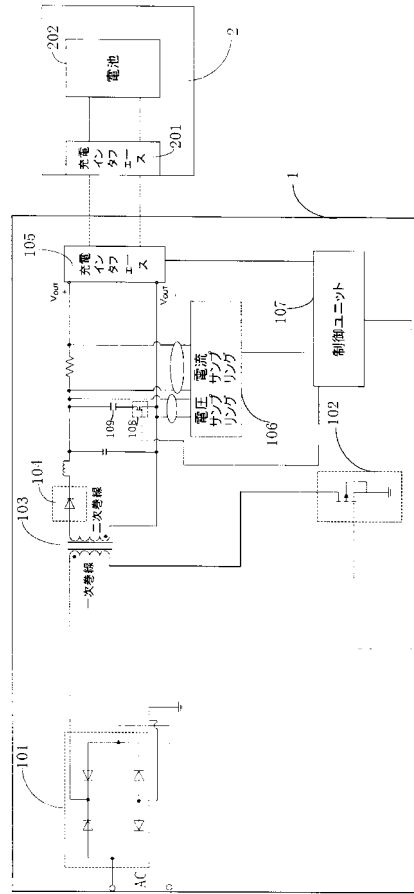 202
電池
2
充電
インタ
フェー
ス
201
1
105
充電
インタ
フェー
ス
VOUT
+
VOUT
-
107
制御ユニット
電圧
サンプ
リング
電流
サンプ
リング
106
109
108
102
104
103
二次巻線
一次巻線
101
AC